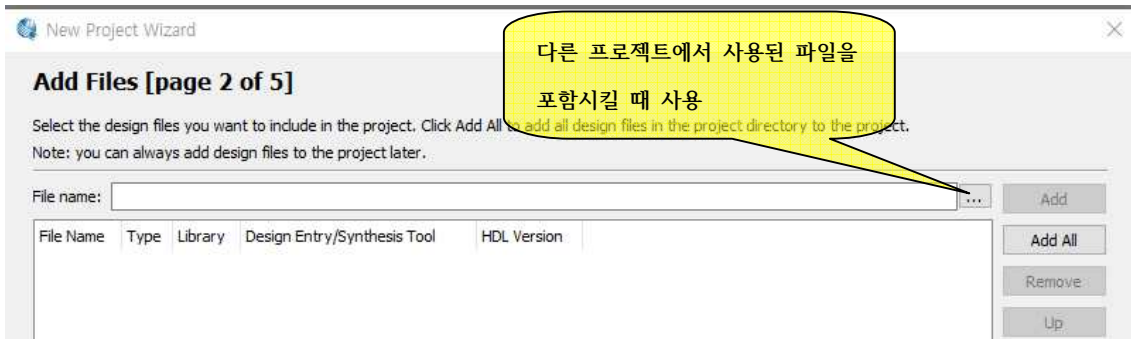 New Project Wizard
다른 프로젝트에서 사용된 파일을
포함시킬 때 사용
Add Files [page 2 of 5]
Select the design files you want to include in the project. Click Add All to add all design files in the project directory to the project.
Note: you can always add design files to the project later.
File name: ... Add
File Name Type Library Design Entry/Synthesis Tool HDL Version Add All
Remove
Up